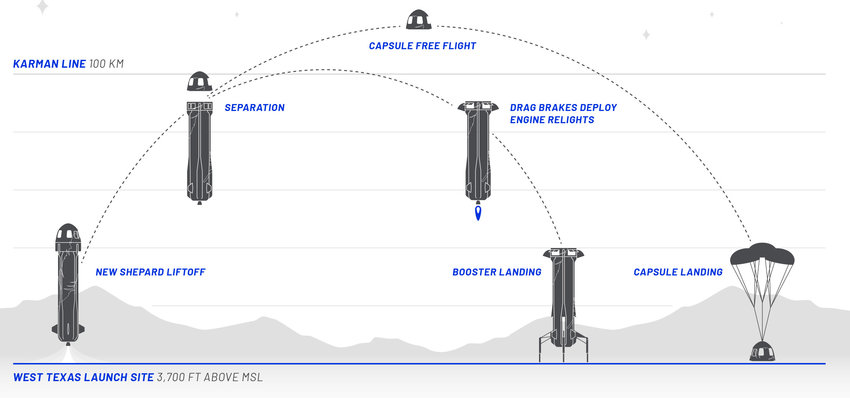 CAPSULE FREE FLIGHT
KARMAN LINE 100 KM
SEPARATION
DRAG BRAKES DEPLOY
ENGINE RELIGHTS
NEW SHEPARD LIFTOFF
BOOSTER LANDING
CAPSULE LANDING
WEST TEXAS LAUNCH SITE 3,700 FT ABOVE MSL